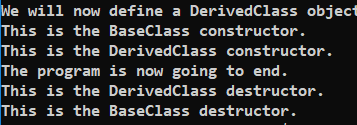 We will now define a DerivedClass object
This is the BaseClass constructor.
This is the DerivedClass constructor.
The program is now going to end.
This is the DerivedClass destructor.
This is the BaseClass destructor.